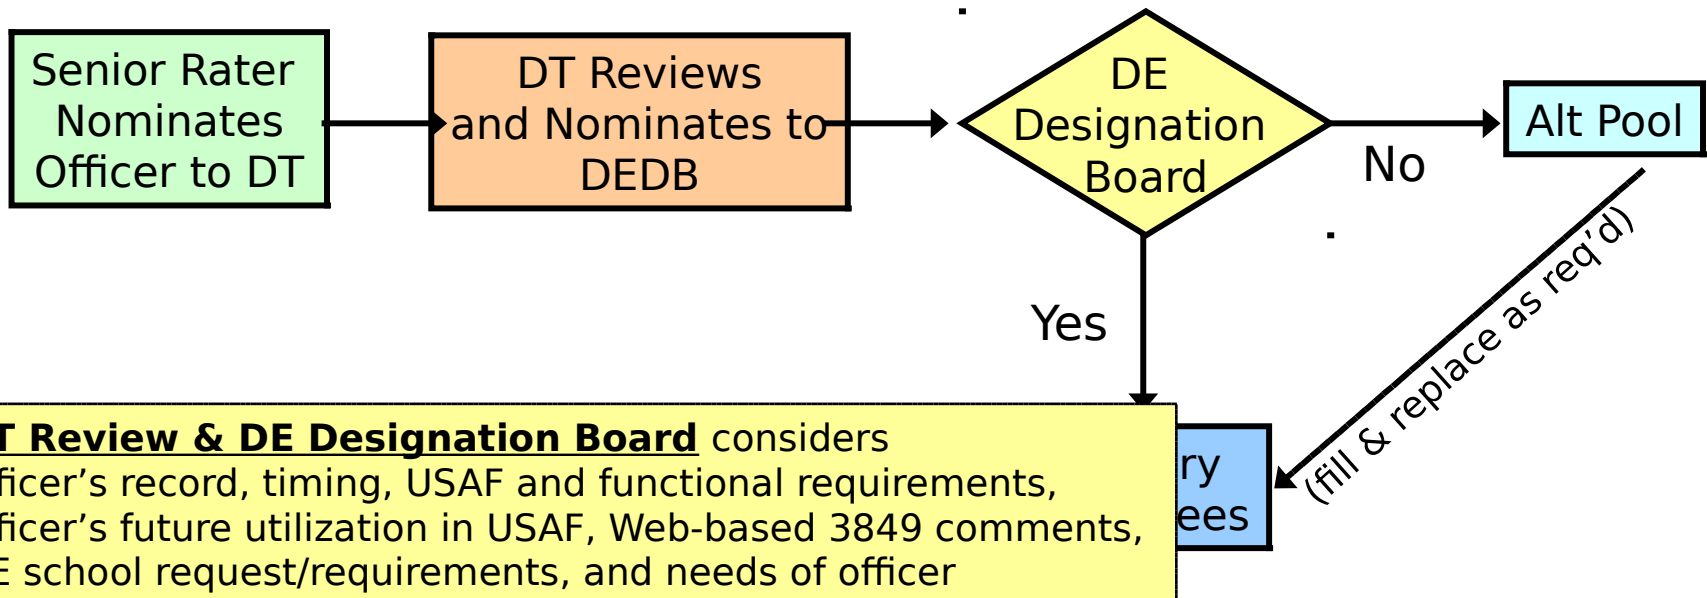 Senior Rater
Nominates
Officer to DT
DT Reviews
and Nominates to
DEDB
DE
Designation
Board
No
Alt Pool
Yes
(fill & replace as req’d)
T Review & DE Designation Board considers
ficer’s record, timing, USAF and functional requirements,
ficer’s future utilization in USAF, Web-based 3849 comments,
E school request/requirements, and needs of officer
ry
ees